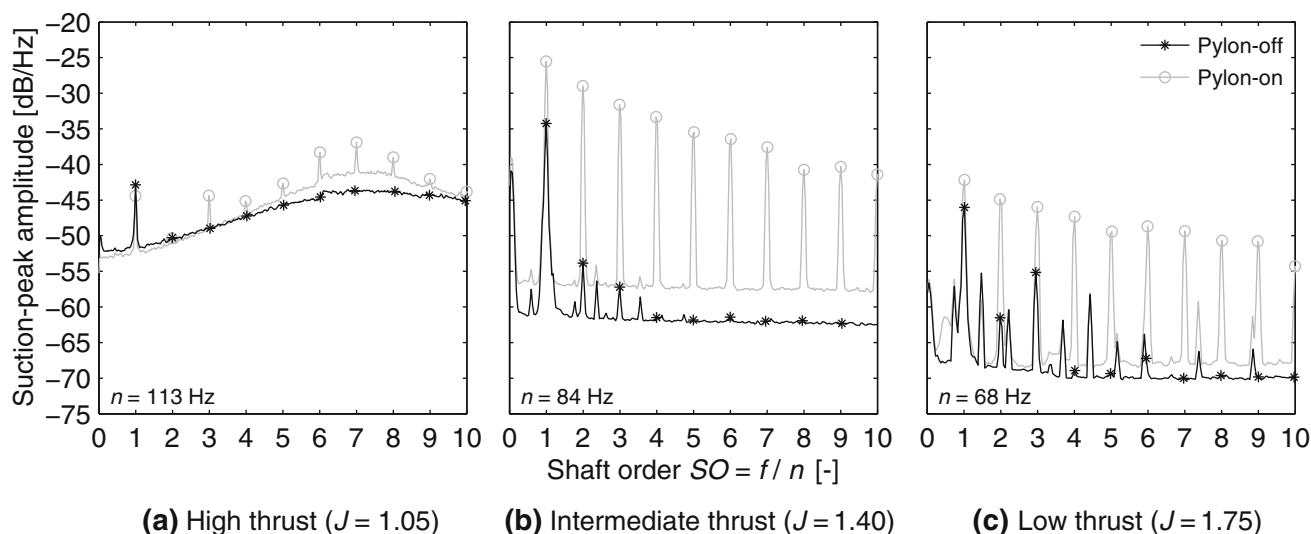 Suction-peak amplitude [dB/Hz]
−20
−25
−30
−35
−40
−45
−50
−55
−60
−65
−70
−75
n = 113 Hz
0 1 2 3 4 5 6 7 8 9 10
n = 84 Hz
0 1 2 3 4 5 6 7 8 9 10
Pylon-off
Pylon-on
n = 68 Hz
0 1 2 3 4 5 6 7 8 9 10
Shaft order SO = f / n [-]
(a) High thrust (J = 1.05)
(b) Intermediate thrust (J = 1.40)
(c) Low thrust (J = 1.75)